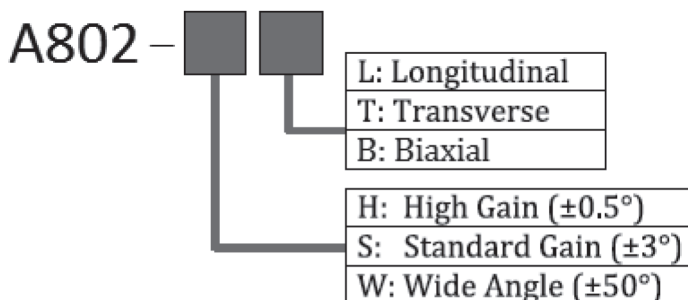 A802 –
L: Longitudinal
T: Transverse
B: Biaxial
H: High Gain (±0.5°)
S: Standard Gain (±3°)
W: Wide Angle (±50°)